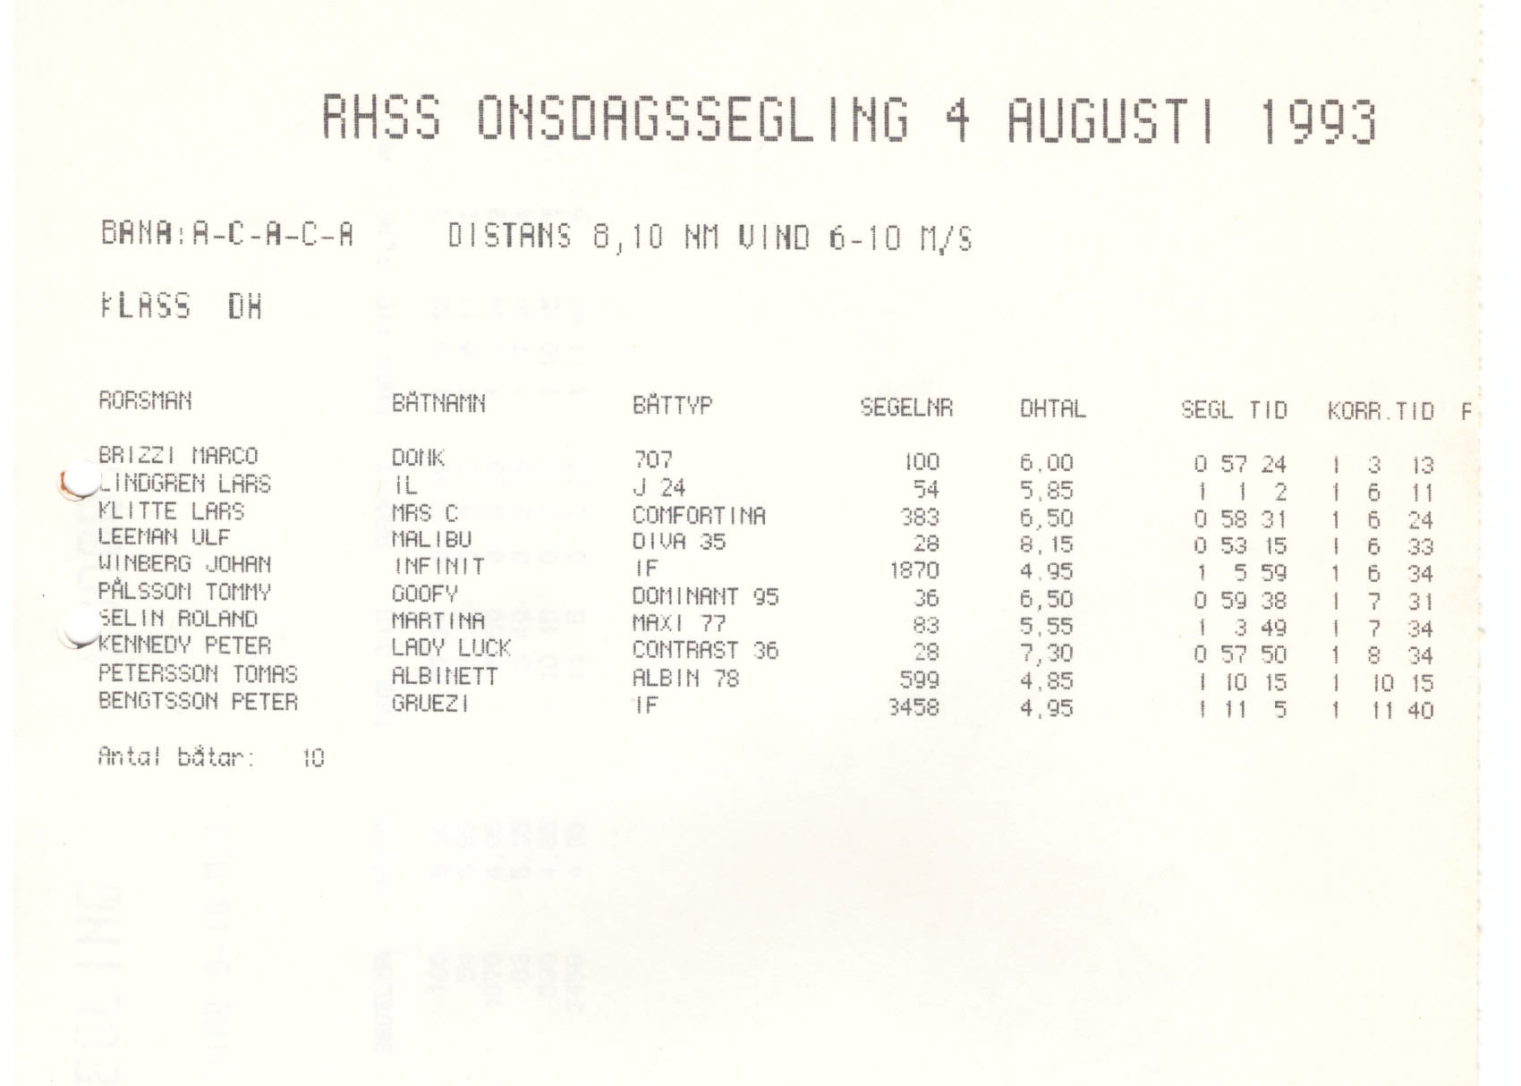 RHSS ONSDAGSSEGLING 4 AUGUSTI 1993
BANA:A-C-A-C-A DISTANS 8,10 NM VIND 6-10 M/S
KLASS DH
RORSMAN BÅTNAMN BÅTTYP SEGELNR DHTAL SEGL TID KORR.TID P
BRIZZI MARCO DONK 707 100 6,00 0 57 24 1 3 13
LINDGREN LARS IL J 24 54 5,85 1 1 2 1 6 11
KLITTE LARS MRS C COMFORTINA 383 6,50 0 58 31 1 6 24
LEEMAN ULF MALIBU DIVA 35 28 8,15 0 53 15 1 6 33
WINBERG JOHAN INFINIT IF 1870 4,95 1 5 59 1 6 34
PÅLSSON TOMMY GOOFY DOMINANT 95 36 6,50 0 59 38 1 7 31
SELIN ROLAND MARTINA MAXI 77 83 5,55 1 3 49 1 7 34
KENNEDY PETER LADY LUCK CONTRAST 36 28 7,30 0 57 50 1 8 34
PETERSSON TOMAS ALBINETT ALBIN 78 599 4,85 1 10 15 1 10 15
BENGTSSON PETER GRUEZI IF 3458 4,95 1 11 5 1 11 40
Antal båtar: 10